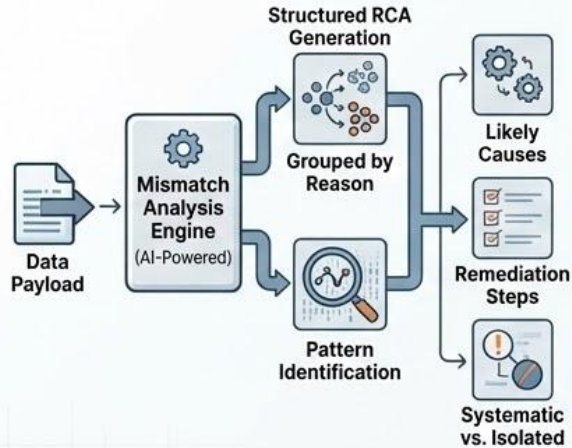 Data
Payload
Mismatch
Analysis
Engine
(AI-Powered)
Structured RCA
Generation
Grouped by
Reason
Pattern
Identification
Likely
Causes
Remediation
Steps
Systematic
vs. Isolated